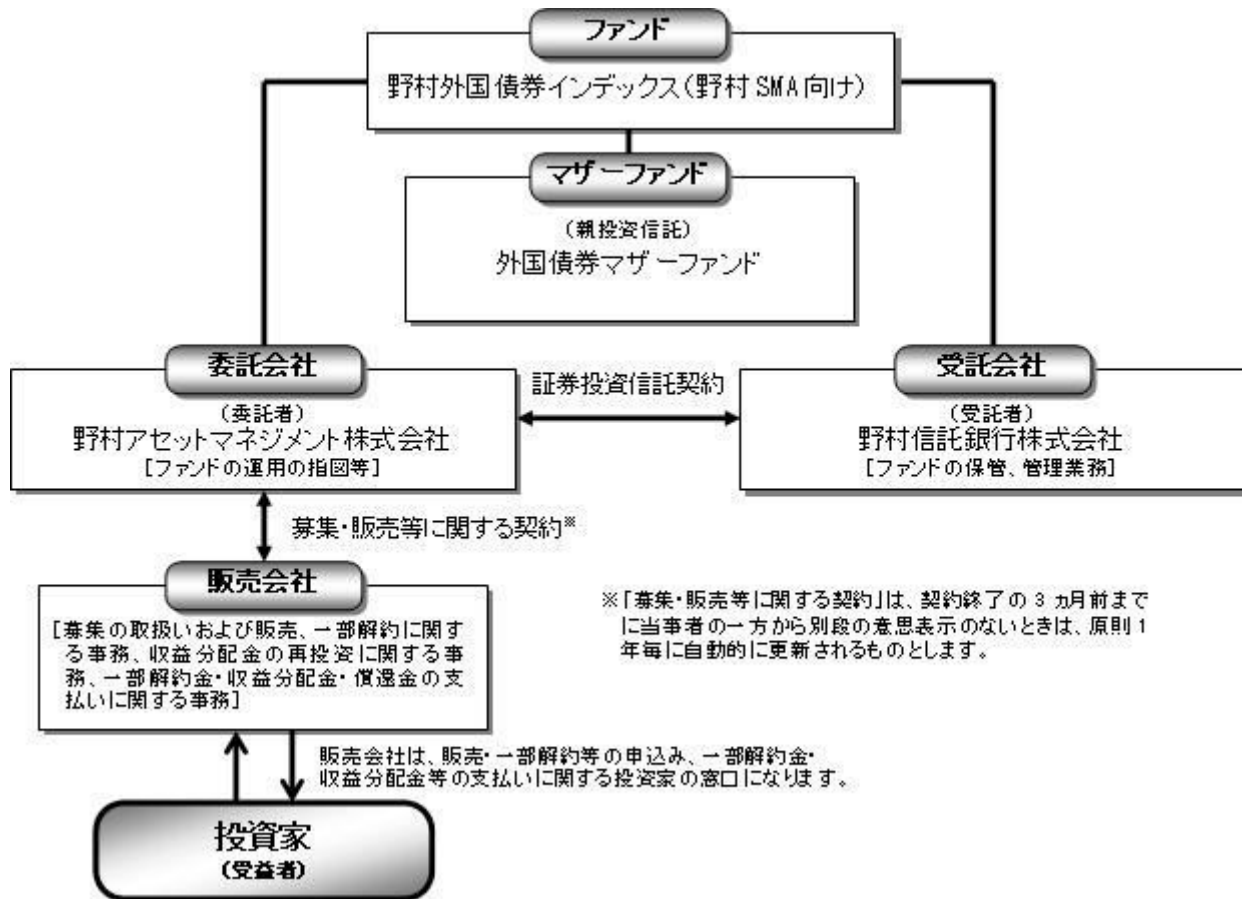 ファンド
野村外国債券インデックス(野村SMA向け)
マザーファンド
(親投資信託)
外国債券マザーファンド
委託会社
(委託者)
野村アセットマネジメント株式会社
[ファンドの運用の指図等]
証券投資信託契約
受託会社
(受託者)
野村信託銀行株式会社
[ファンドの保管、管理業務]
募集・販売等に関する契約※
販売会社
[募集の取扱いおよび販売、一部解約に関す
る事務、収益分配金の再投資に関する事
務、一部解約金・収益分配金・償還金の支
払いに関する事務]
※「募集・販売等に関する契約」は、契約終了の3ヵ月前まで
に当事者の一方から別段の意思表示のないときは、原則1
年毎に自動的に更新されるものとします。
販売会社は、販売・一部解約等の申込み、一部解約金・
収益分配金等の支払いに関する投資家の窓口になります。
投資家
(受益者)